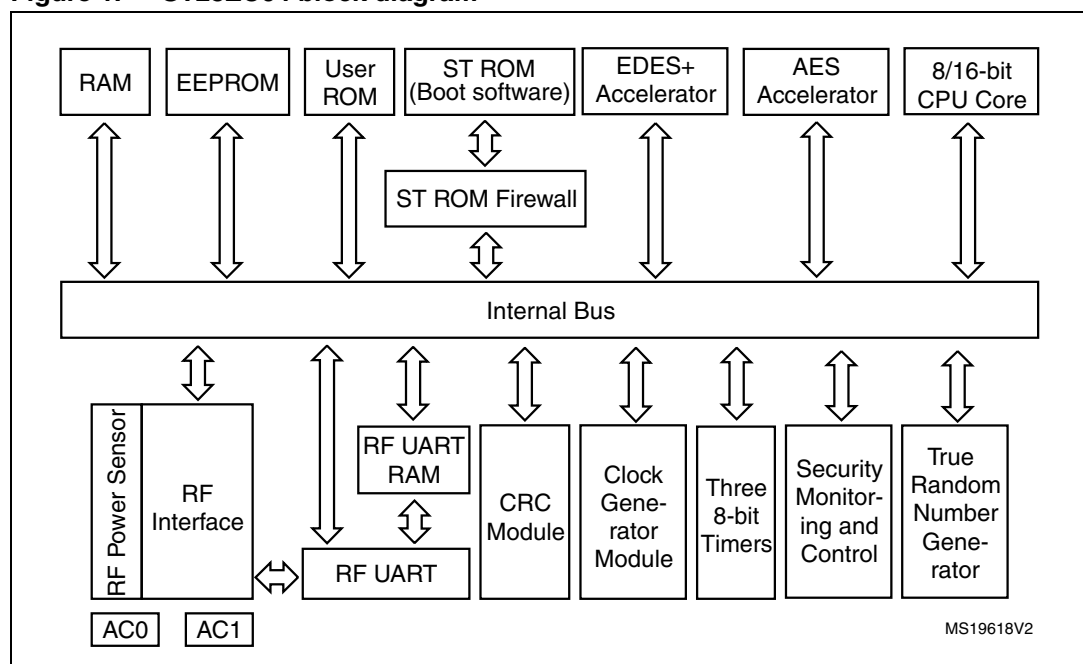 RAM
EEPROM
User
ROM
ST ROM
(Boot software)
EDES+
Accelerator
AES
Accelerator
8/16-bit
CPU Core
ST ROM Firewall
Internal Bus
RF Power Sensor
RF
Interface
RF UART
RAM
RF UART
CRC
Module
Clock
Gene-
rator
Module
Three
8-bit
Timers
Security
Monitor-
ing and
Control
True
Random
Number
Gene-
rator
AC0
AC1
MS19618V2